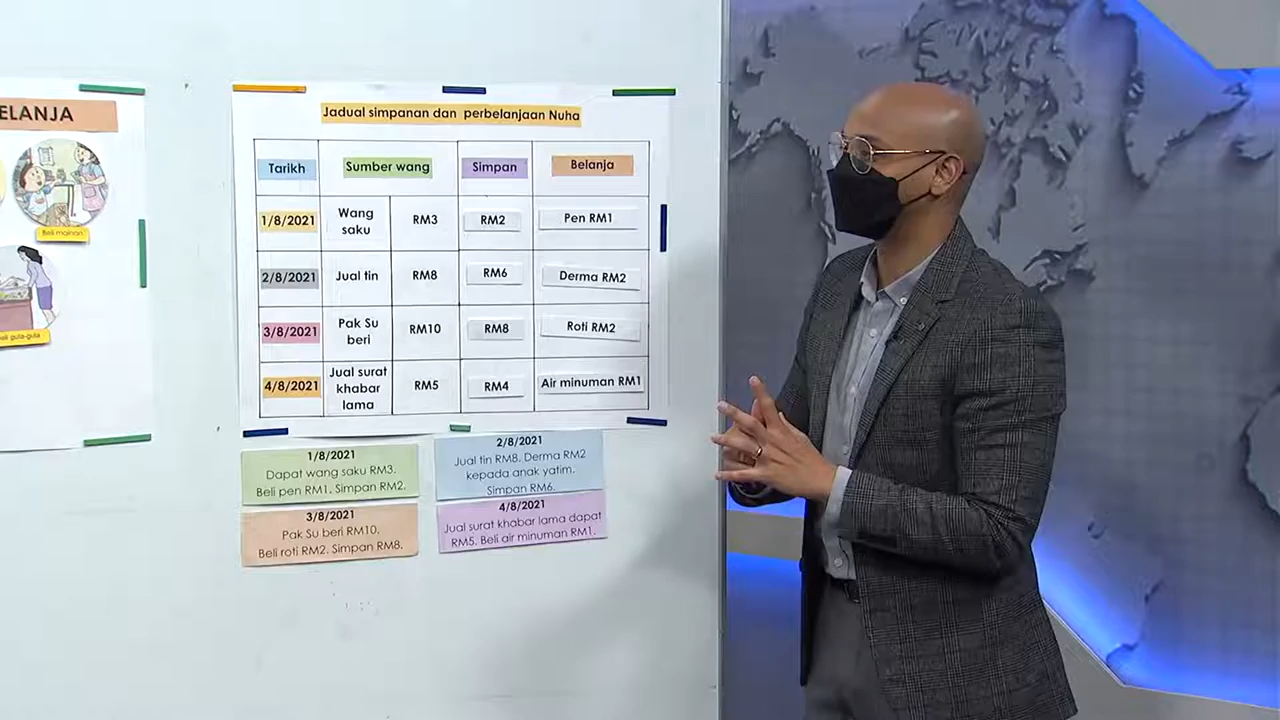 ELANJA
Beli mainan
beli gula-gula
Jadual simpanan dan perbelanjaan Nuha
Tarikh Sumber wang Simpan Belanja
1/8/2021 Wang saku RM3 RM2 Pen RM1
2/8/2021 Jual tin RM8 RM6 Derma RM2
3/8/2021 Pak Su beri RM10 RM8 Roti RM2
4/8/2021 Jual surat khabar lama RM5 RM4 Air minuman RM1
1/8/2021
Dapat wang saku RM3.
Beli pen RM1. Simpan RM2.
2/8/2021
Jual tin RM8. Derma RM2
kepada anak yatim.
Simpan RM6.
3/8/2021
Pak Su beri RM10.
Beli roti RM2. Simpan RM8.
4/8/2021
Jual surat khabar lama dapat
RM5. Beli air minuman RM1.